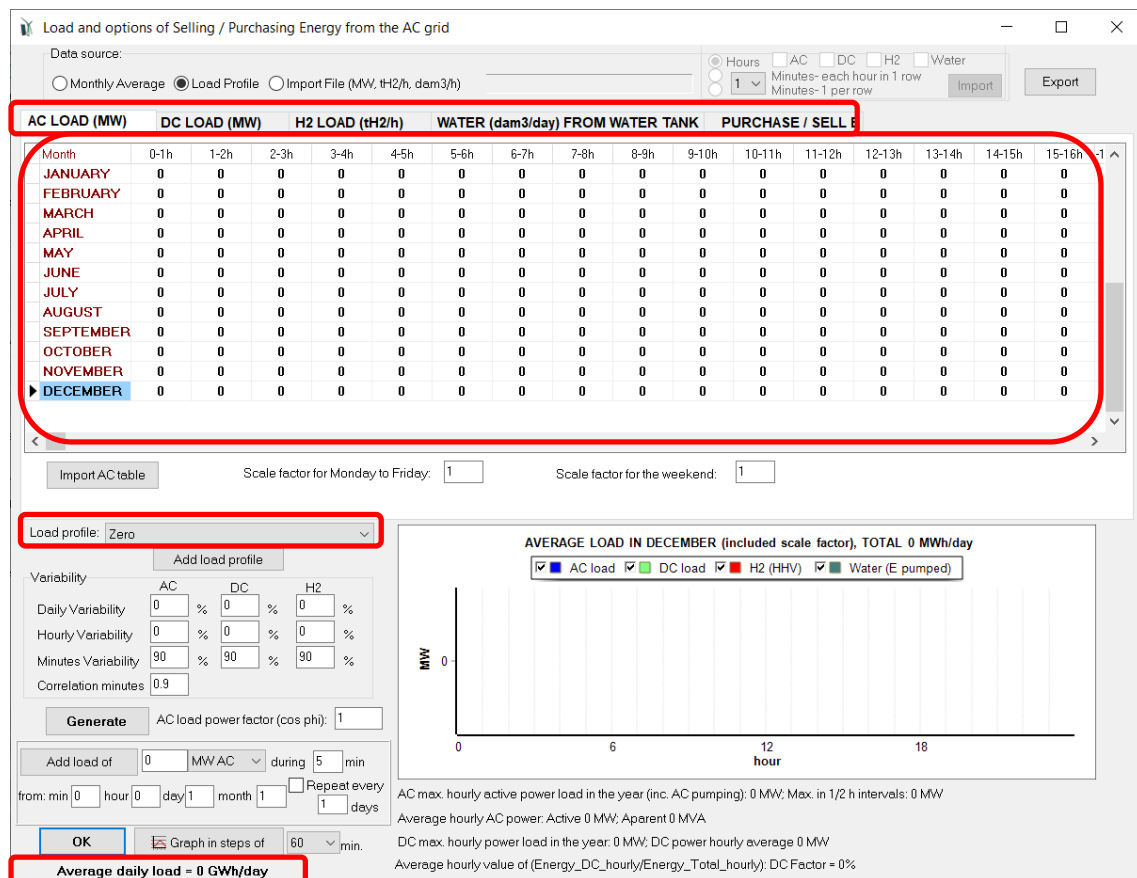 Load and options of Selling / Purchasing Energy from the AC grid
Data source:
Monthly Average Load Profile Import File (MW, tH2/h, dam3/h)
Hours AC DC H2 Water
Minutes- each hour in 1 row
1
Minutes- 1 per row
Import
Export
AC LOAD (MW) DC LOAD (MW) H2 LOAD (tH2/h) WATER (dam3/day) FROM WATER TANK PURCHASE / SELL E
Month 0-1h 1-2h 2-3h 3-4h 4-5h 5-6h 6-7h 7-8h 8-9h 9-10h 10-11h 11-12h 12-13h 13-14h 14-15h 15-16h -1
JANUARY 0 0 0 0 0 0 0 0 0 0 0 0 0 0 0 0
FEBRUARY 0 0 0 0 0 0 0 0 0 0 0 0 0 0 0 0
MARCH 0 0 0 0 0 0 0 0 0 0 0 0 0 0 0 0
APRIL 0 0 0 0 0 0 0 0 0 0 0 0 0 0 0 0
MAY 0 0 0 0 0 0 0 0 0 0 0 0 0 0 0 0
JUNE 0 0 0 0 0 0 0 0 0 0 0 0 0 0 0 0
JULY 0 0 0 0 0 0 0 0 0 0 0 0 0 0 0 0
AUGUST 0 0 0 0 0 0 0 0 0 0 0 0 0 0 0 0
SEPTEMBER 0 0 0 0 0 0 0 0 0 0 0 0 0 0 0 0
OCTOBER 0 0 0 0 0 0 0 0 0 0 0 0 0 0 0 0
NOVEMBER 0 0 0 0 0 0 0 0 0 0 0 0 0 0 0 0
DECEMBER 0 0 0 0 0 0 0 0 0 0 0 0 0 0 0 0
Import AC table Scale factor for Monday to Friday: 1 Scale factor for the weekend: 1
Load profile: Zero
Add load profile
Variability
AC DC H2
Daily Variability 0 % 0 % 0 %
Hourly Variability 0 % 0 % 0 %
Minutes Variability 90 % 90 % 90 %
Correlation minutes 0.9
Generate AC load power factor (cos phi): 1
Add load of 0 MW AC during 5 min
from: min 0 hour 0 day 1 month 1 Repeat every
1 days
OK Graph in steps of 60 min.
Average daily load = 0 GWh/day
AVERAGE LOAD IN DECEMBER (included scale factor), TOTAL 0 MWh/day
AC load DC load H2 (HHV) Water (E pumped)
MW
0
0 6 12 18
hour
AC max. hourly active power load in the year (inc. AC pumping): 0 MW; Max. in 1/2 h intervals: 0 MW
Average hourly AC power: Active 0 MW; Aparent 0 MVA
DC max. hourly power load in the year: 0 MW; DC power hourly average 0 MW
Average hourly value of (Energy_DC_hourly/Energy_Total_hourly): DC Factor = 0%